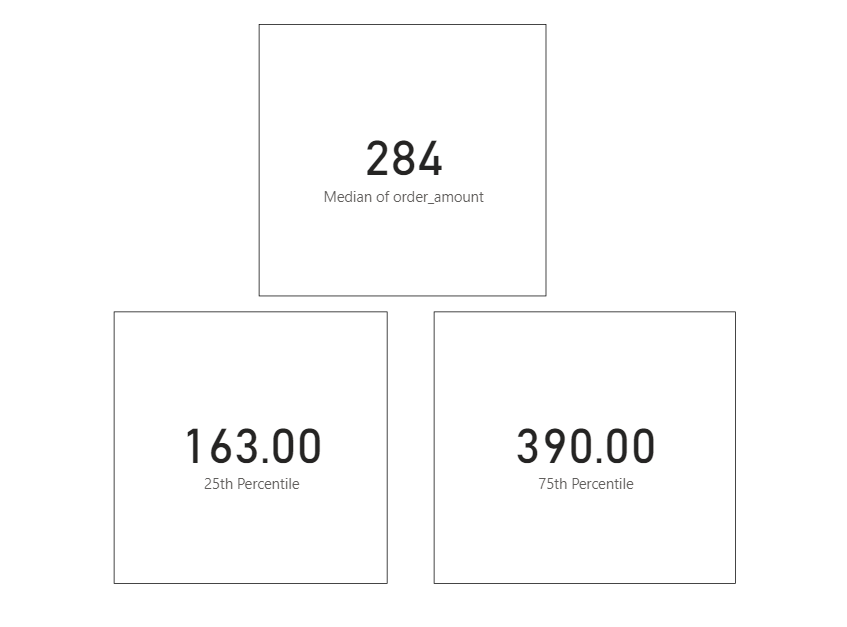 284
Median of order_amount
163.00
25th Percentile
390.00
75th Percentile